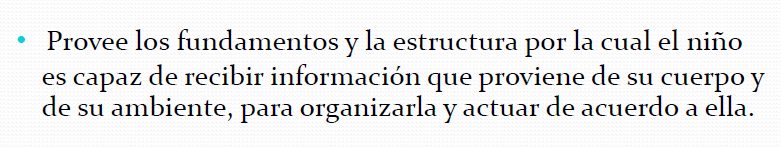 • Provee los fundamentos y la estructura por la cual el niño
es capaz de recibir información que proviene de su cuerpo y
de su ambiente, para organizarla y actuar de acuerdo a ella.